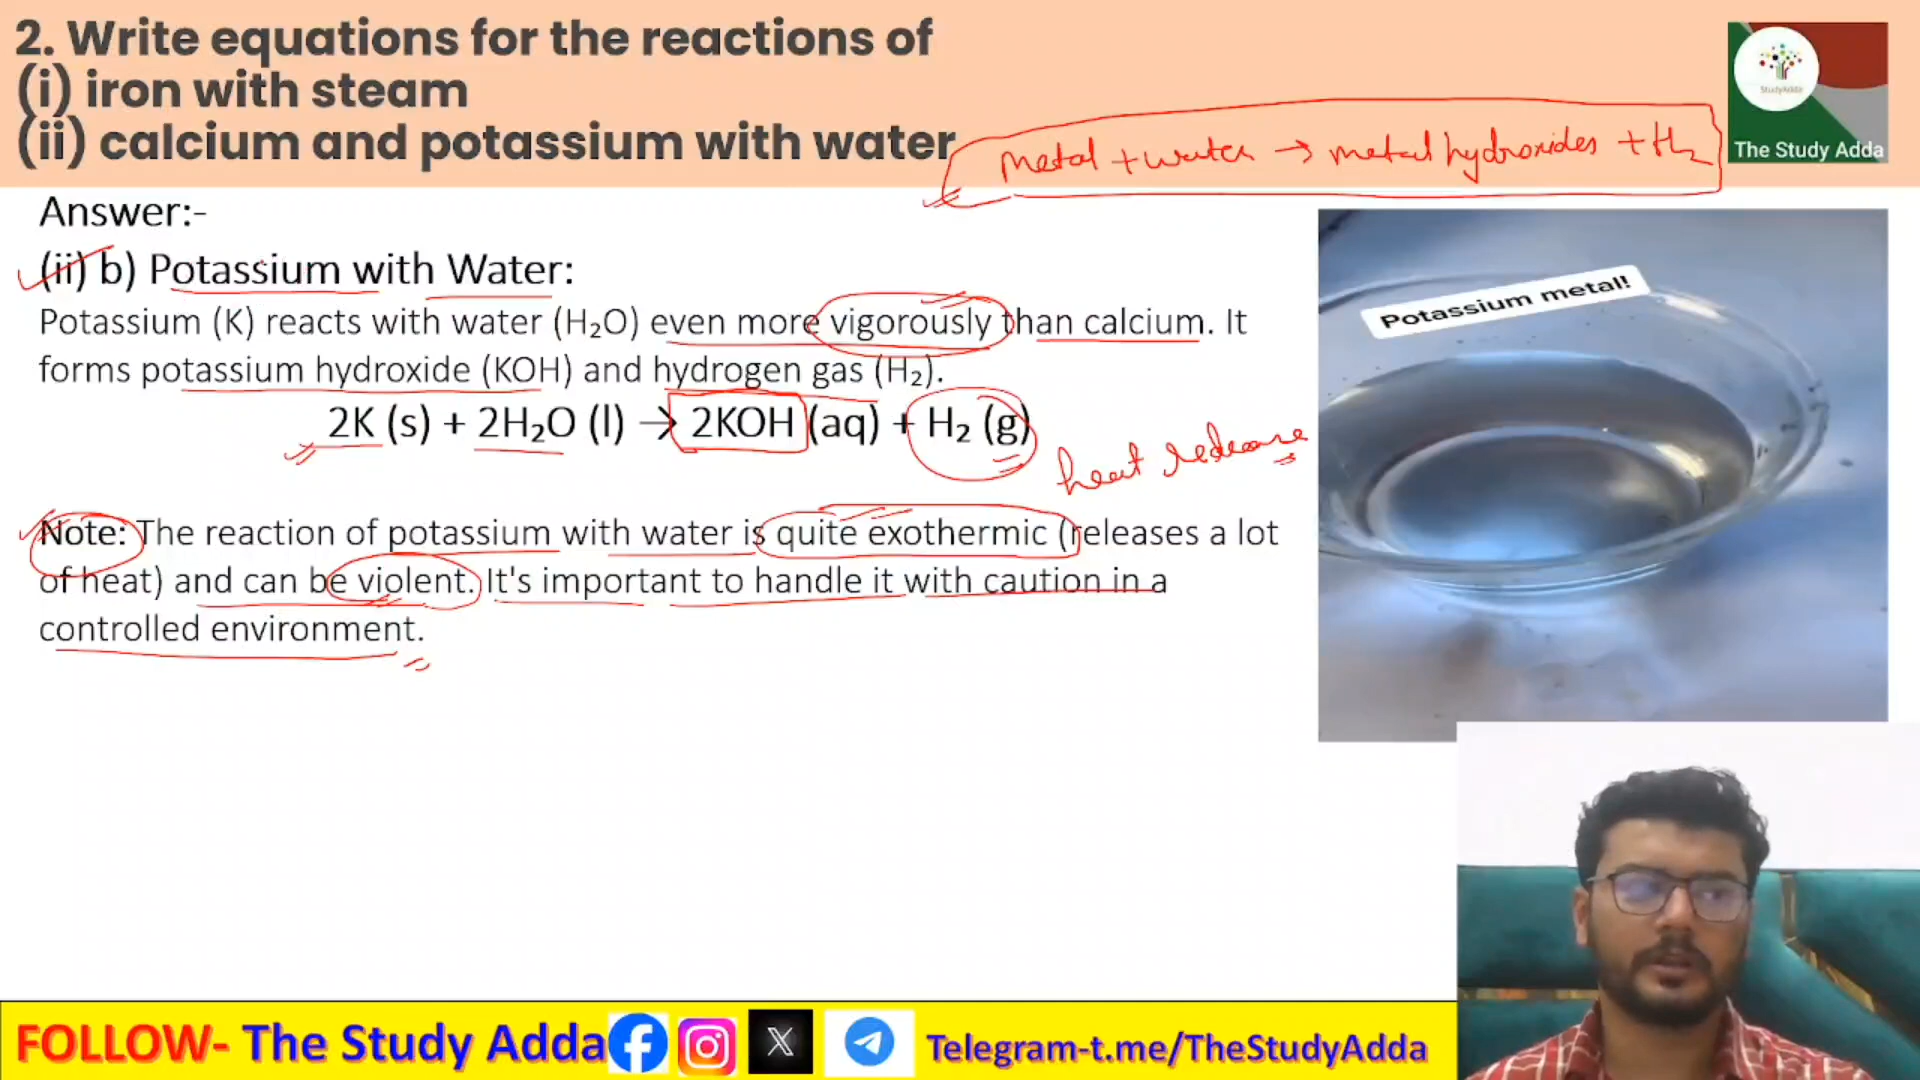 2. Write equations for the reactions of
(i) iron with steam
(ii) calcium and potassium with water
metal + water → metal hydroxides + H₂
StudyAdda
The Study Adda
Answer:-
(ii) b) Potassium with Water:
Potassium (K) reacts with water (H₂O) even more vigorously than calcium. It
forms potassium hydroxide (KOH) and hydrogen gas (H₂).
2K (s) + 2H₂O (l) → 2KOH (aq) + H₂ (g)
heat release
Note: The reaction of potassium with water is quite exothermic (releases a lot
of heat) and can be violent. It's important to handle it with caution in a
controlled environment.
Potassium metal!
FOLLOW- The Study Adda
Telegram-t.me/TheStudyAdda